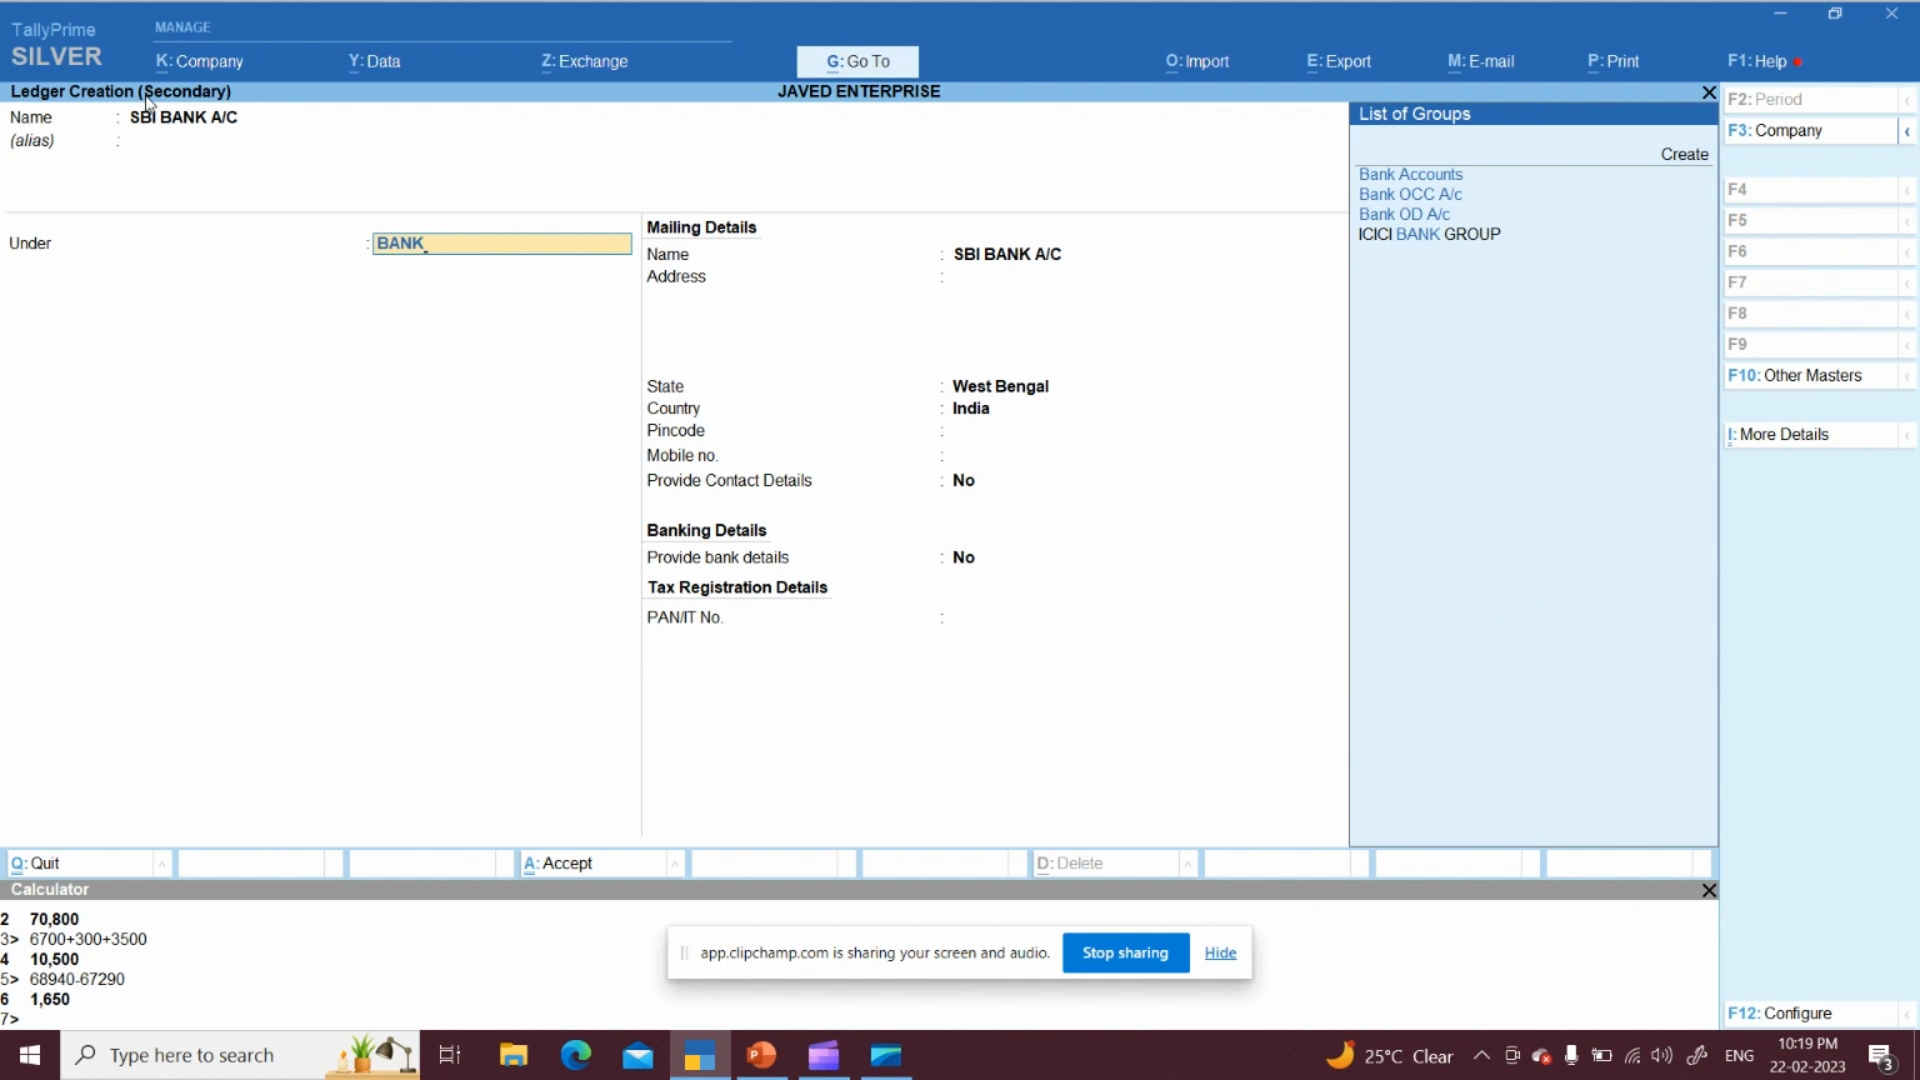 TallyPrime
SILVER
MANAGE
K: Company
Y: Data
Z: Exchange
G: Go To
O: Import
E: Export
M: E-mail
P: Print
F1: Help
Ledger Creation (Secondary)
JAVED ENTERPRISE
Name : SBI BANK A/C
(alias) :
Under : BANK
Mailing Details
Name : SBI BANK A/C
Address :
State : West Bengal
Country : India
Pincode :
Mobile no. :
Provide Contact Details : No
Banking Details
Provide bank details : No
Tax Registration Details
PAN/IT No. :
List of Groups
Create
Bank Accounts
Bank OCC A/c
Bank OD A/c
ICICI BANK GROUP
F2: Period
F3: Company
F4
F5
F6
F7
F8
F9
F10: Other Masters
I: More Details
F12: Configure
Q: Quit
A: Accept
D: Delete
Calculator
2 70,800
3> 6700+300+3500
4 10,500
5> 68940-67290
6 1,650
7>
app.clipchamp.com is sharing your screen and audio.
Stop sharing
Hide
Type here to search
25°C Clear
ENG
10:19 PM
22-02-2023
3